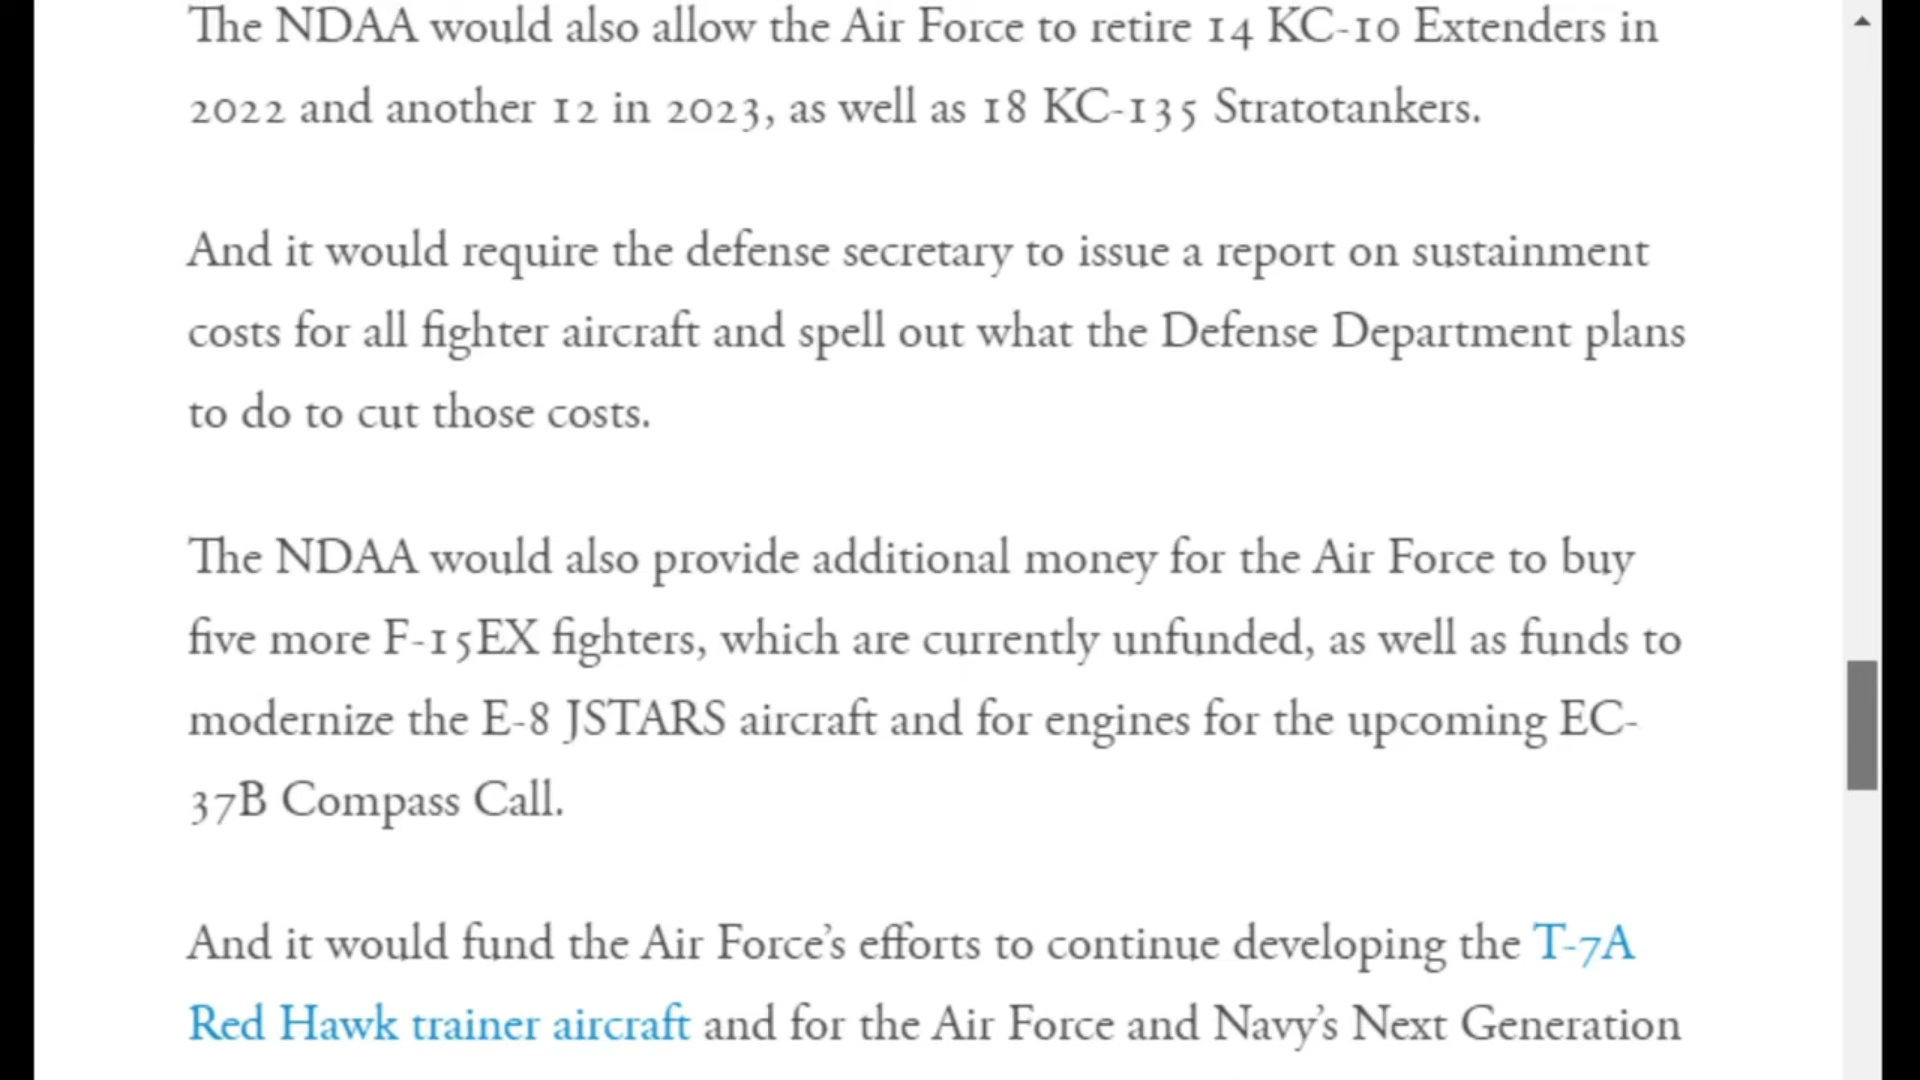 The NDAA would also allow the Air Force to retire 14 KC-10 Extenders in
2022 and another 12 in 2023, as well as 18 KC-135 Stratotankers.
And it would require the defense secretary to issue a report on sustainment
costs for all fighter aircraft and spell out what the Defense Department plans
to do to cut those costs.
The NDAA would also provide additional money for the Air Force to buy
five more F-15EX fighters, which are currently unfunded, as well as funds to
modernize the E-8 JSTARS aircraft and for engines for the upcoming EC-
37B Compass Call.
And it would fund the Air Force’s efforts to continue developing the T-7A
Red Hawk trainer aircraft and for the Air Force and Navy’s Next Generation